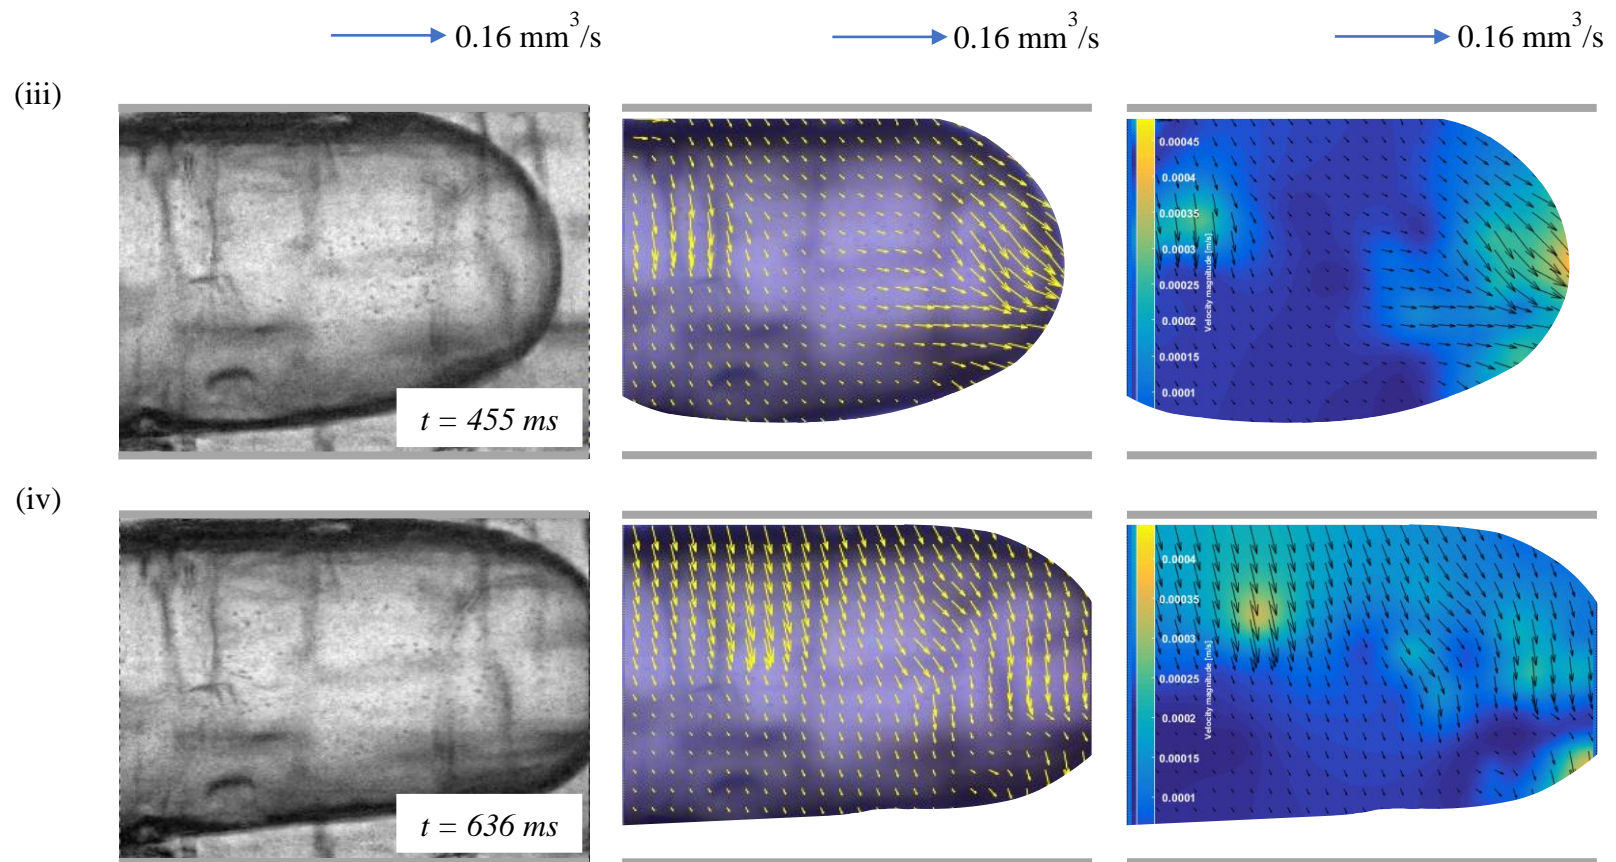 0.16 mm³/s 0.16 mm³/s 0.16 mm³/s
(iii)
t = 455 ms
0.00045
0.0004
0.00035
0.0003
0.00025
0.0002
0.00015
0.0001
Velocity magnitude [m/s]
(iv)
t = 636 ms
0.0004
0.00035
0.0003
0.00025
0.0002
0.00015
0.0001
Velocity magnitude [m/s]